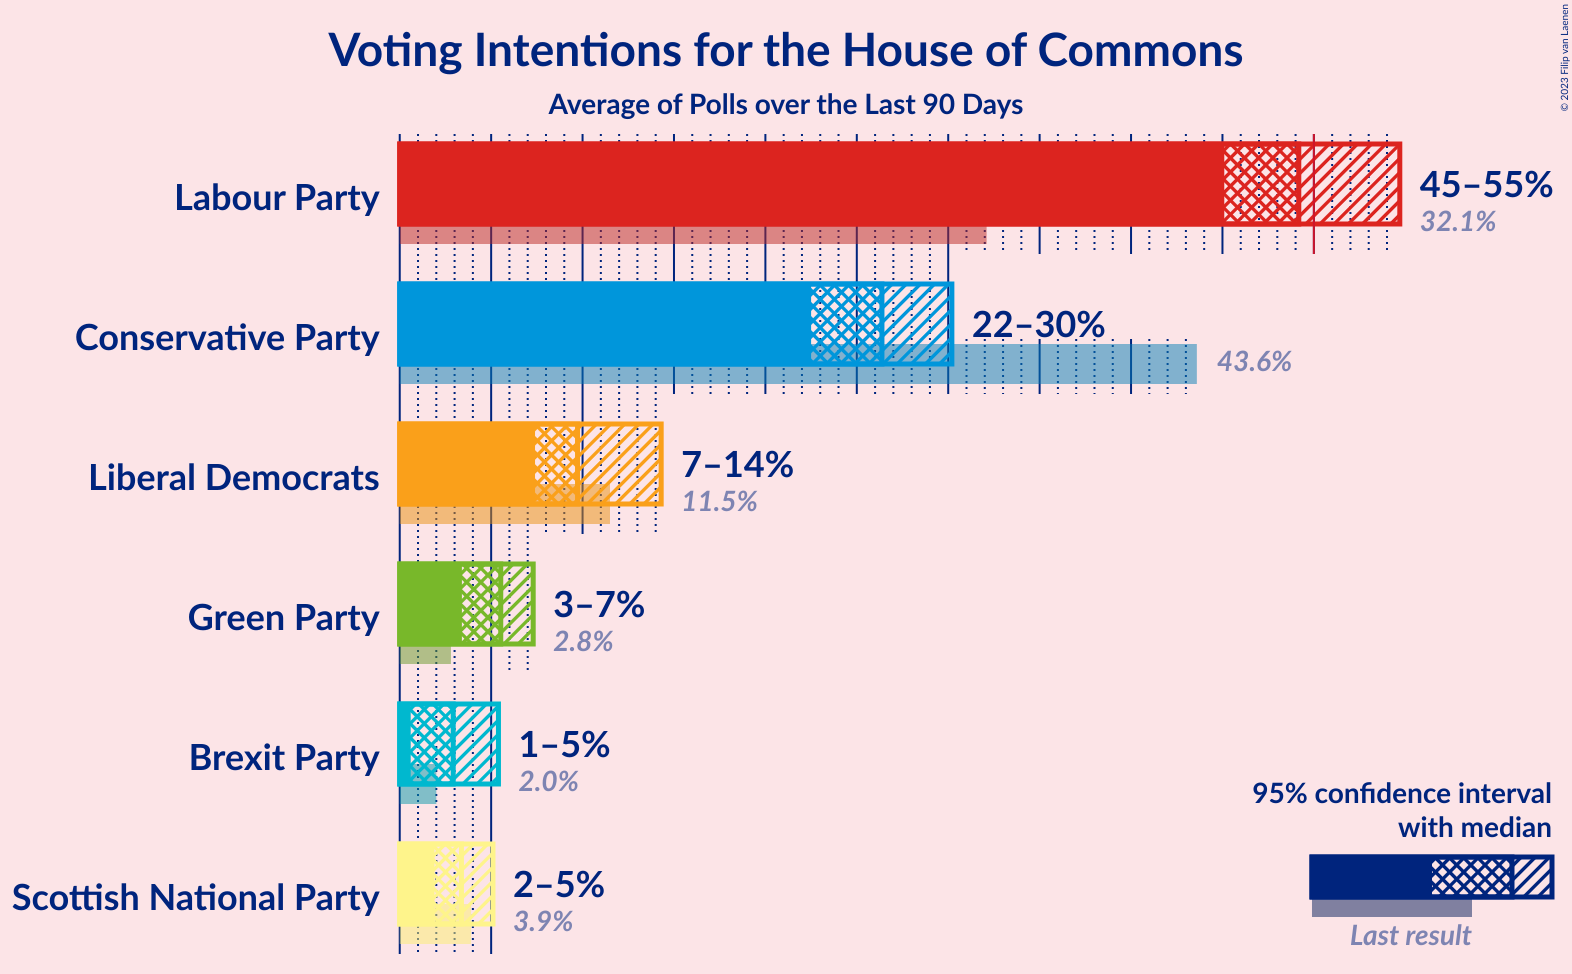 Voting Intentions for the House of Commons
Average of Polls over the Last 90 Days
© 2023 Filip van Laenen
Labour Party
45–55%
32.1%
Conservative Party
22–30%
43.6%
Liberal Democrats
7–14%
11.5%
Green Party
3–7%
2.8%
Brexit Party
1–5%
2.0%
Scottish National Party
2–5%
3.9%
95% confidence interval
with median
Last result